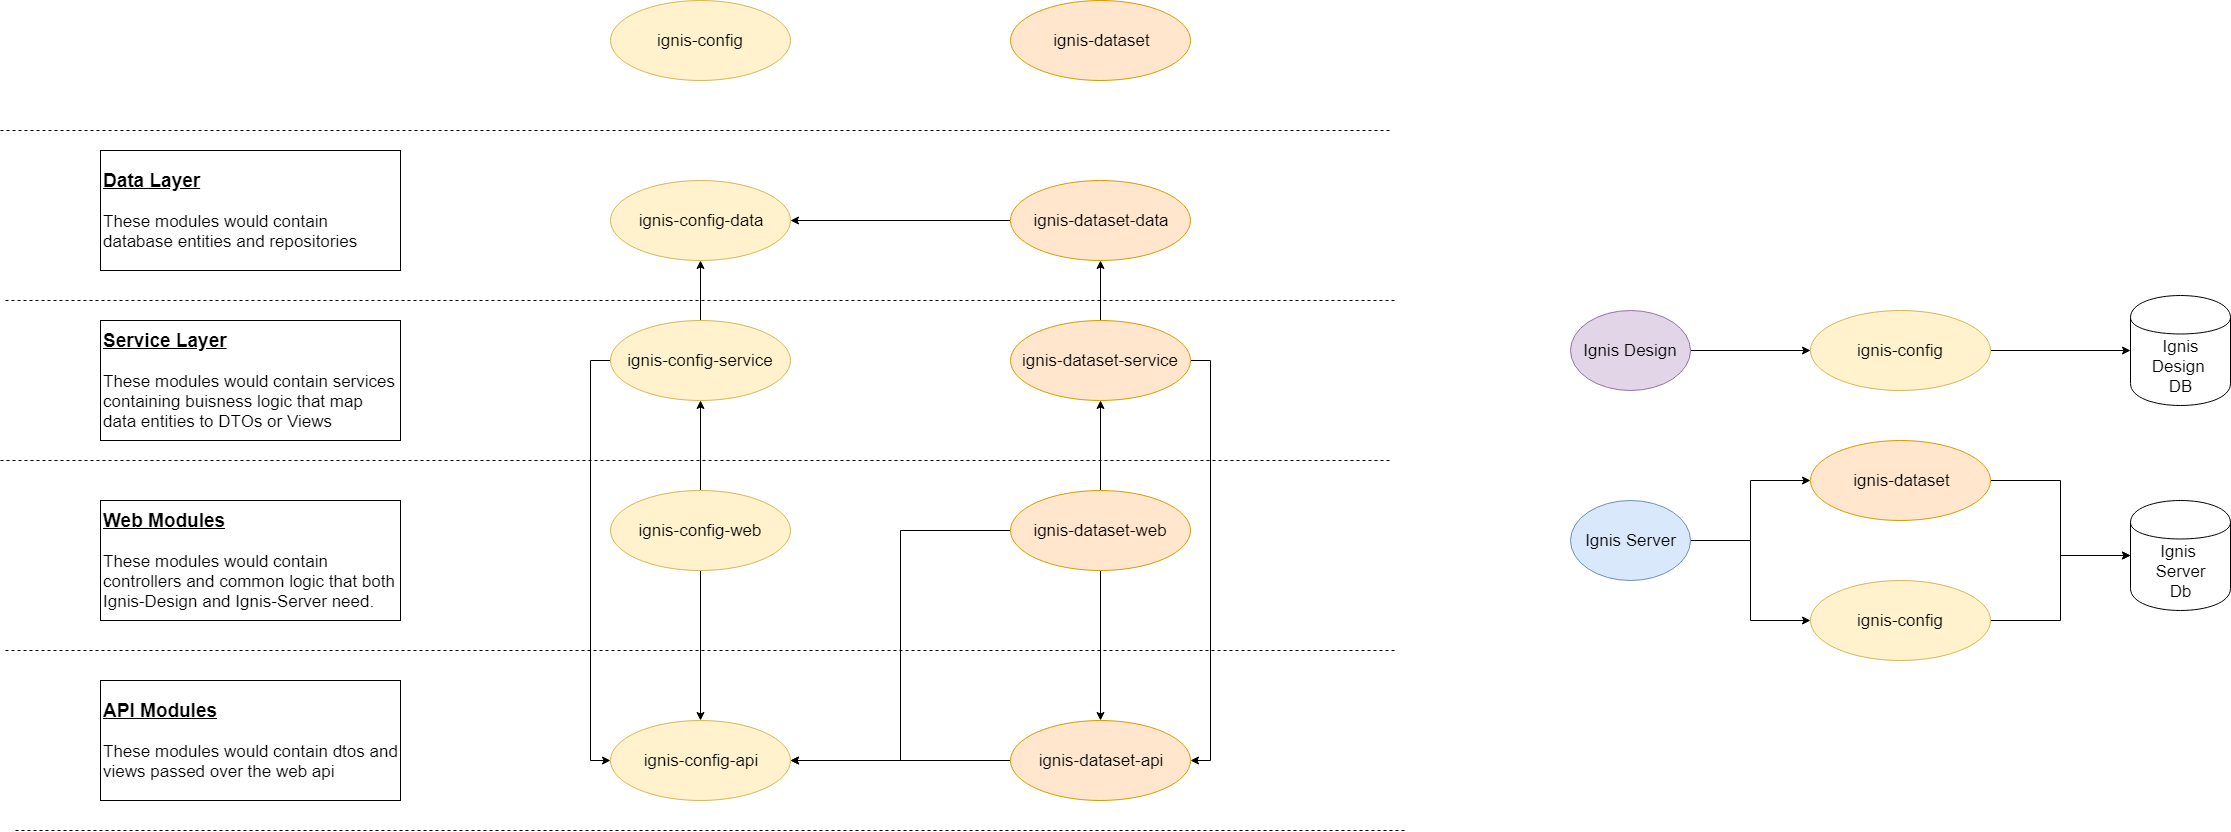 ignis-config
ignis-dataset
Data Layer
These modules would contain
database entities and repositories
ignis-config-data
ignis-dataset-data
Service Layer
These modules would contain services
containing buisness logic that map
data entities to DTOs or Views
ignis-config-service
ignis-dataset-service
Web Modules
These modules would contain
controllers and common logic that both
Ignis-Design and Ignis-Server need.
ignis-config-web
ignis-dataset-web
API Modules
These modules would contain dtos and
views passed over the web api
ignis-config-api
ignis-dataset-api
Ignis Design
ignis-config
Ignis
Design
DB
Ignis Server
ignis-dataset
ignis-config
Ignis
Server
Db